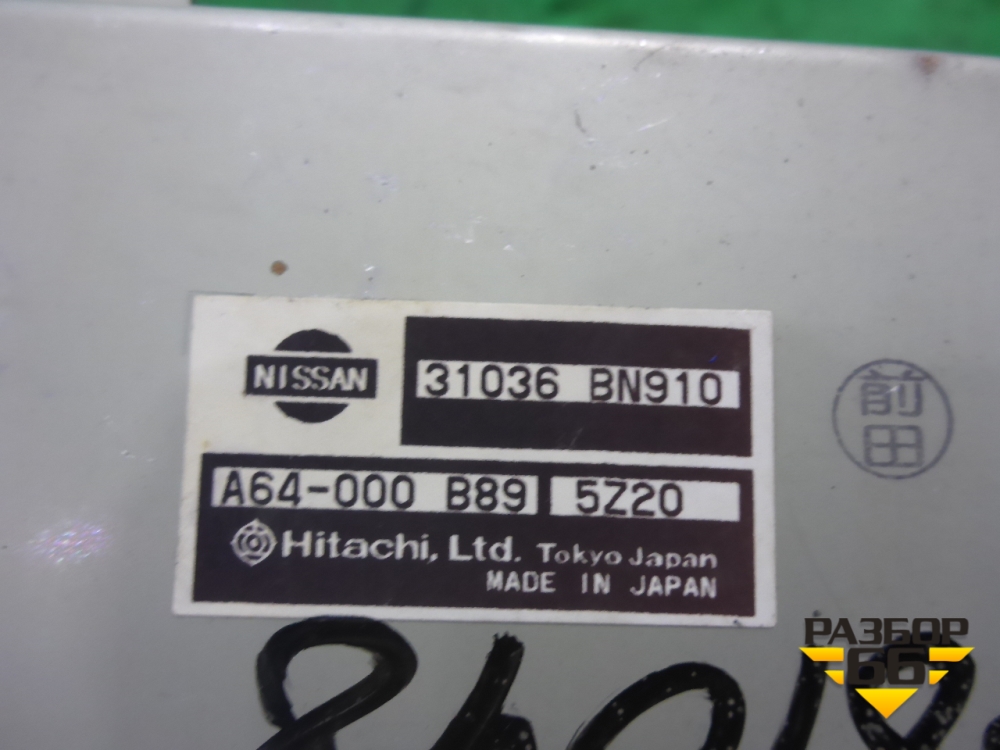 NISSAN
31036 BN910
A64-000 B89 5Z20
Hitachi, Ltd. Tokyo Japan
MADE IN JAPAN
前田
РАЗБОР
66